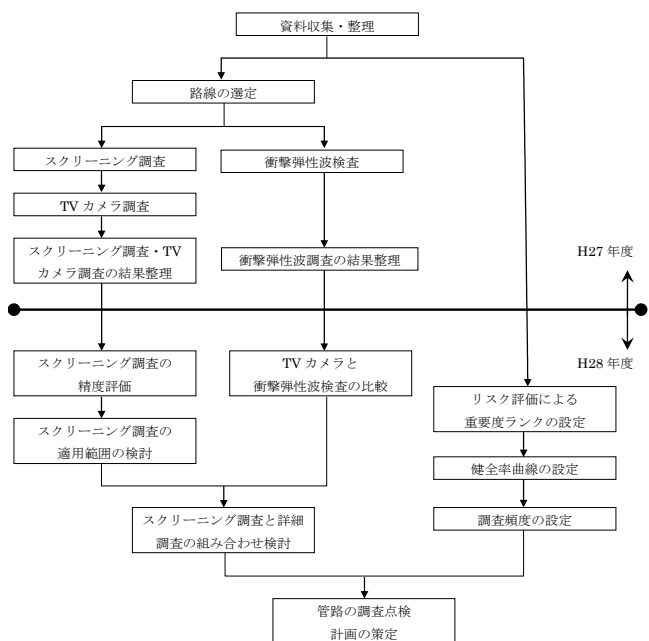 資料収集・整理
路線の選定
スクリーニング調査
衝撃弾性波検査
TV カメラ調査
スクリーニング調査・TV
カメラ調査の結果整理
衝撃弾性波調査の結果整理
H27 年度
H28 年度
スクリーニング調査の
精度評価
TV カメラと
衝撃弾性波検査の比較
リスク評価による
重要度ランクの設定
スクリーニング調査の
適用範囲の検討
健全率曲線の設定
スクリーニング調査と詳細
調査の組み合わせ検討
調査頻度の設定
管路の調査点検
計画の策定